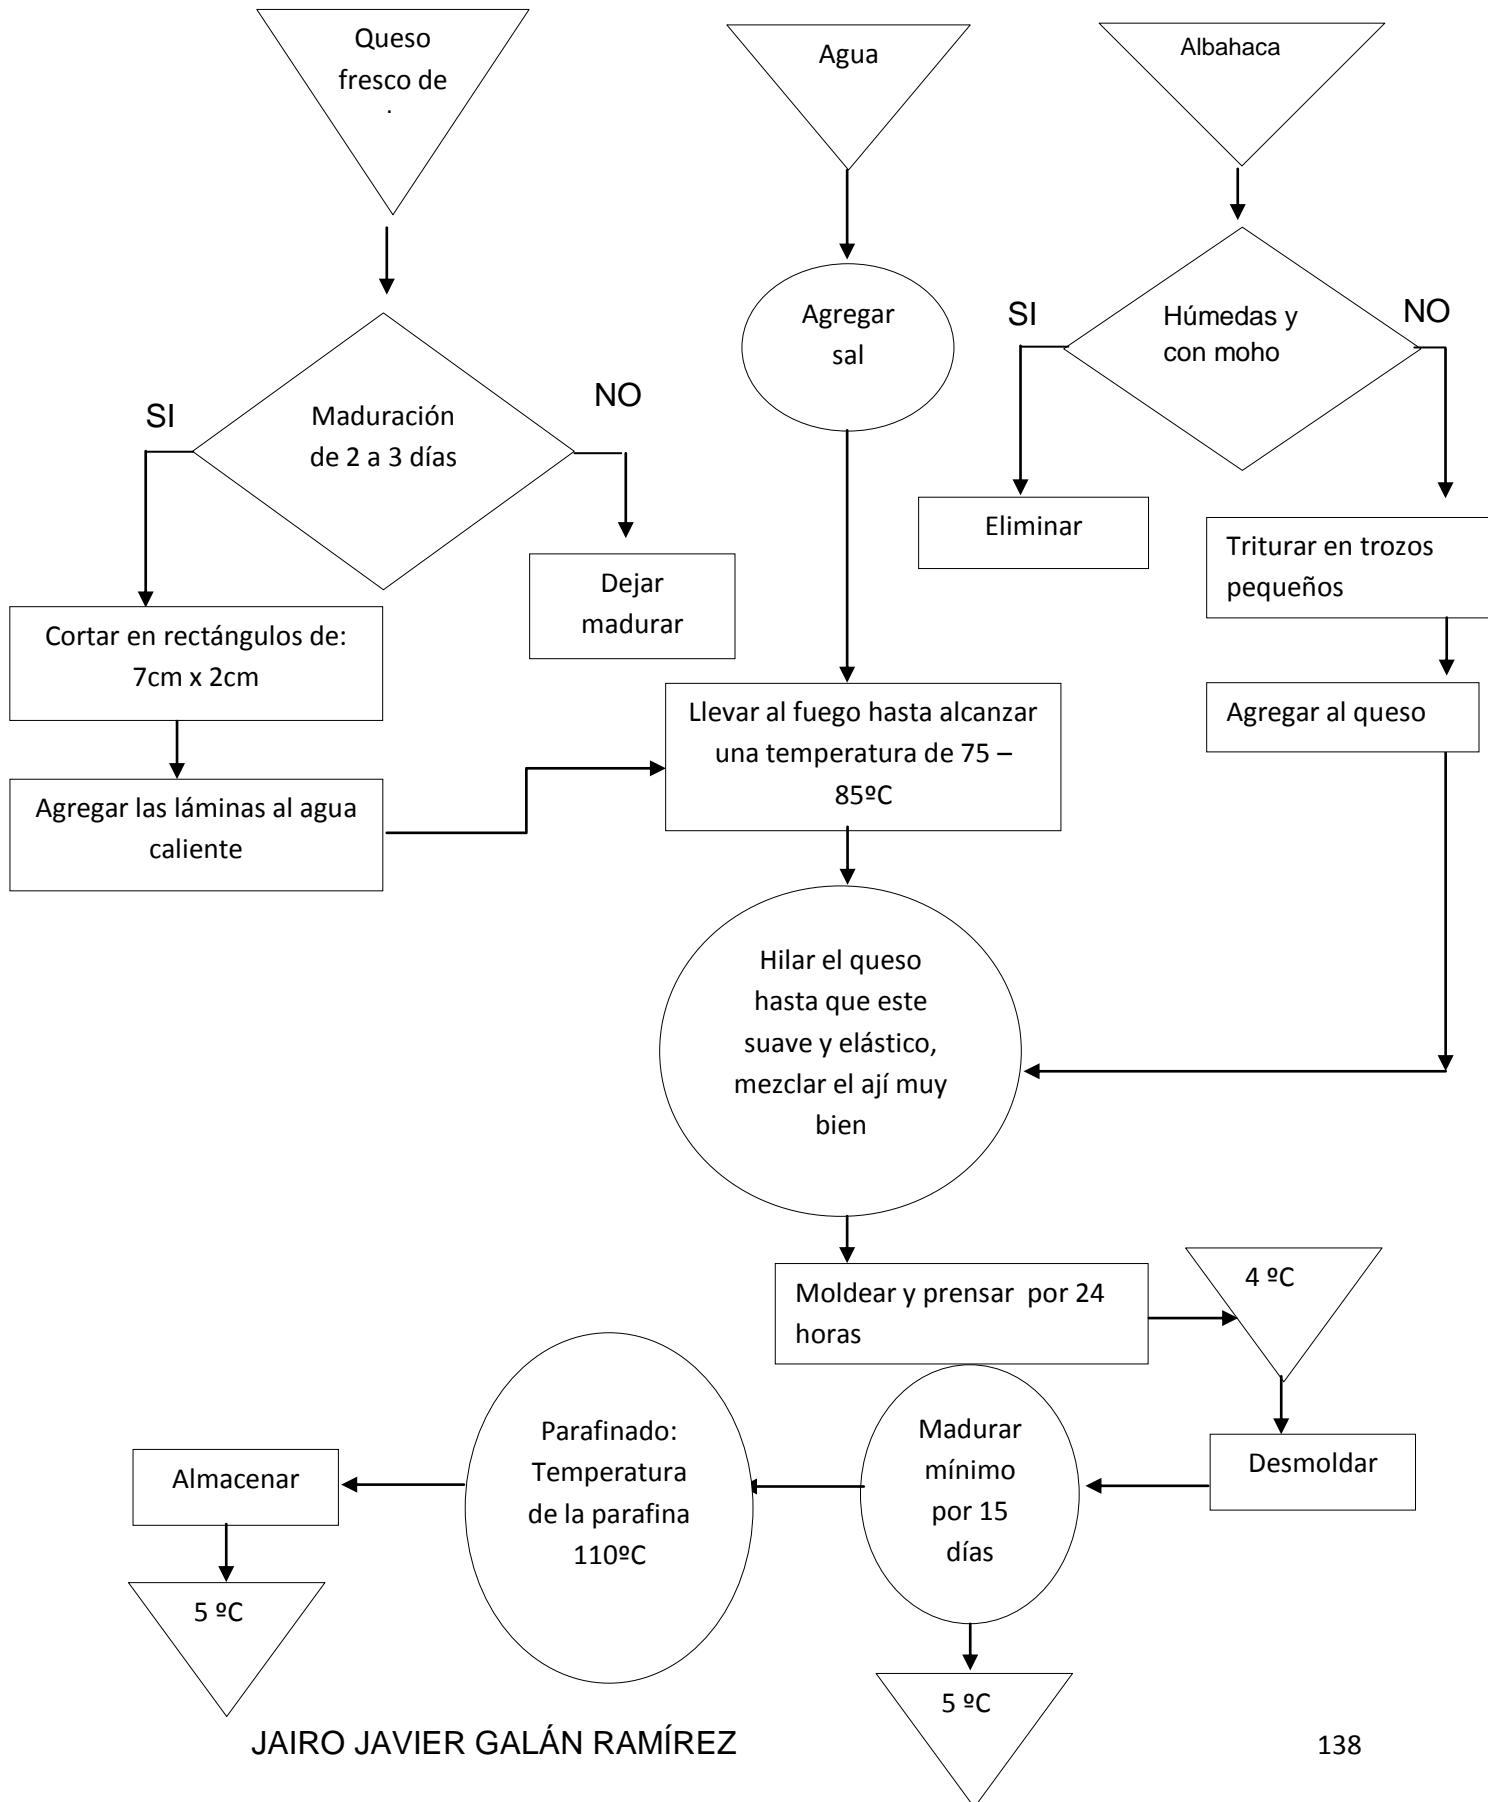 Queso
fresco de
Agua
Albahaca
Agregar
sal
SI
Húmedas y
con moho
NO
SI
Maduración
de 2 a 3 días
NO
Eliminar
Triturar en trozos
pequeños
Dejar
madurar
Cortar en rectángulos de:
7cm x 2cm
Llevar al fuego hasta alcanzar
una temperatura de 75 –
85ºC
Agregar al queso
Agregar las láminas al agua
caliente
Hilar el queso
hasta que este
suave y elástico,
mezclar el ají muy
bien
Moldear y prensar por 24
horas
4 ºC
Desmoldar
Madurar
mínimo
por 15
días
Parafinado:
Temperatura
de la parafina
110ºC
Almacenar
5 ºC
5 ºC
JAIRO JAVIER GALÁN RAMÍREZ
138